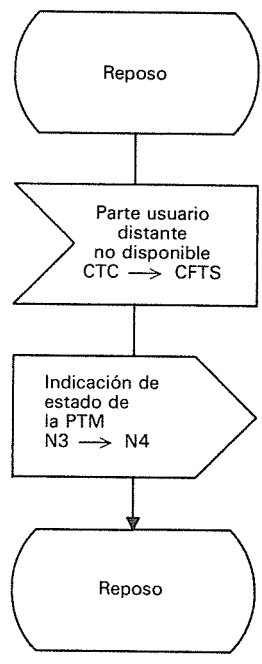 Reposo
Parte usuario
distante
no disponible
CTC → CFTS
Indicación de
estado de
la PTM
N3 → N4
Reposo